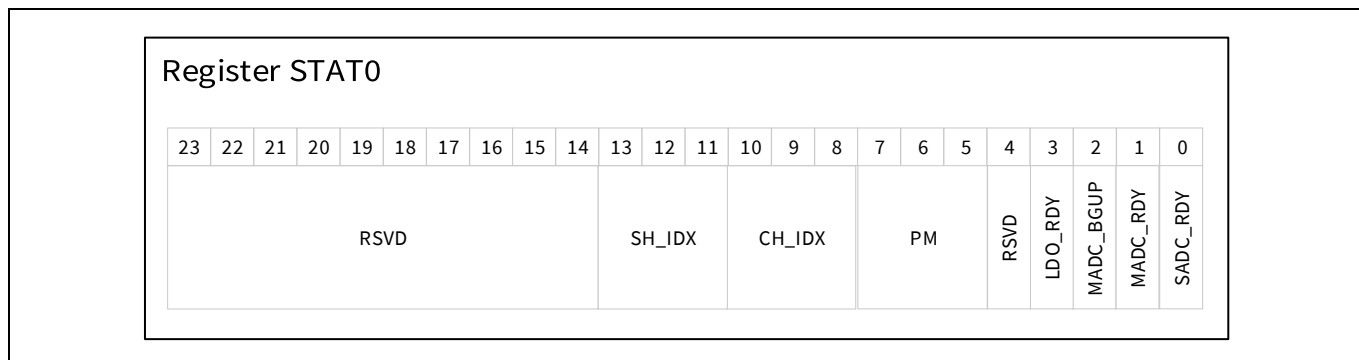 Register STAT0
23 22 21 20 19 18 17 16 15 14 13 12 11 10 9 8 7 6 5 4 3 2 1 0
RSVD SH_IDX CH_IDX PM RSVD LDO_RDY MADC_BGUP MADC_RDY SADC_RDY